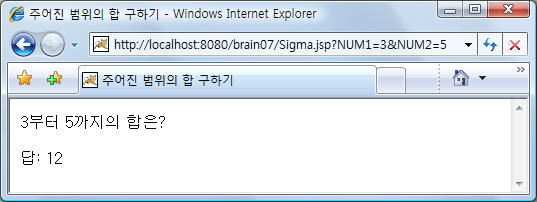 주어진 범위의 합 구하기 - Windows Internet Explorer
http://localhost:8080/brain07/Sigma.jsp?NUM1=3&NUM2=5
주어진 범위의 합 구하기
3부터 5까지의 합은?
답: 12